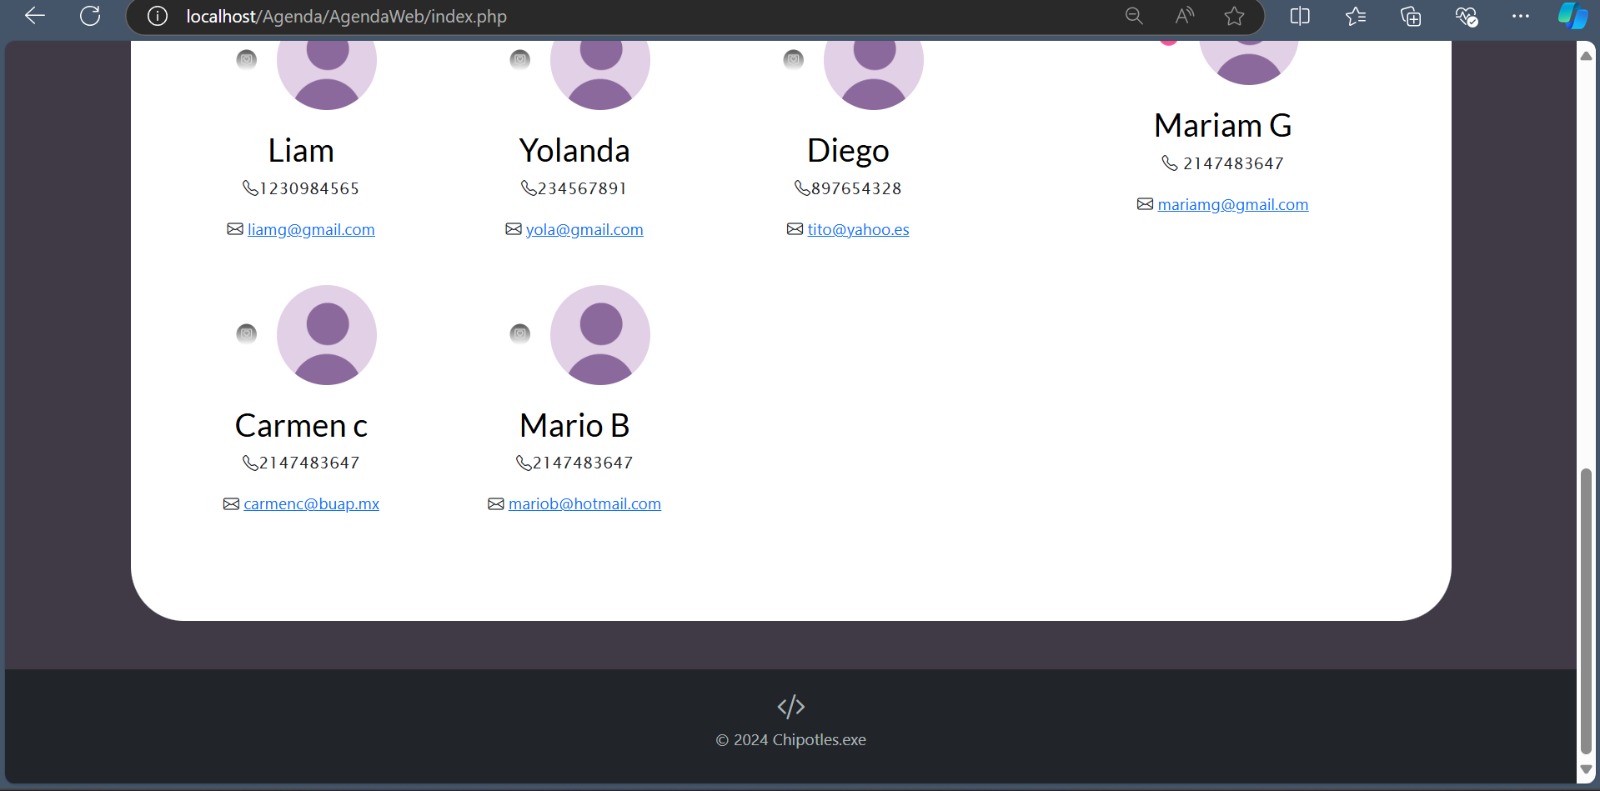 localhost/Agenda/AgendaWeb/index.php
Liam
1230984565
liamg@gmail.com
Yolanda
234567891
yola@gmail.com
Diego
897654328
tito@yahoo.es
Mariam G
2147483647
mariamg@gmail.com
Carmen c
2147483647
carmenc@buap.mx
Mario B
2147483647
mariob@hotmail.com
© 2024 Chipotles.exe